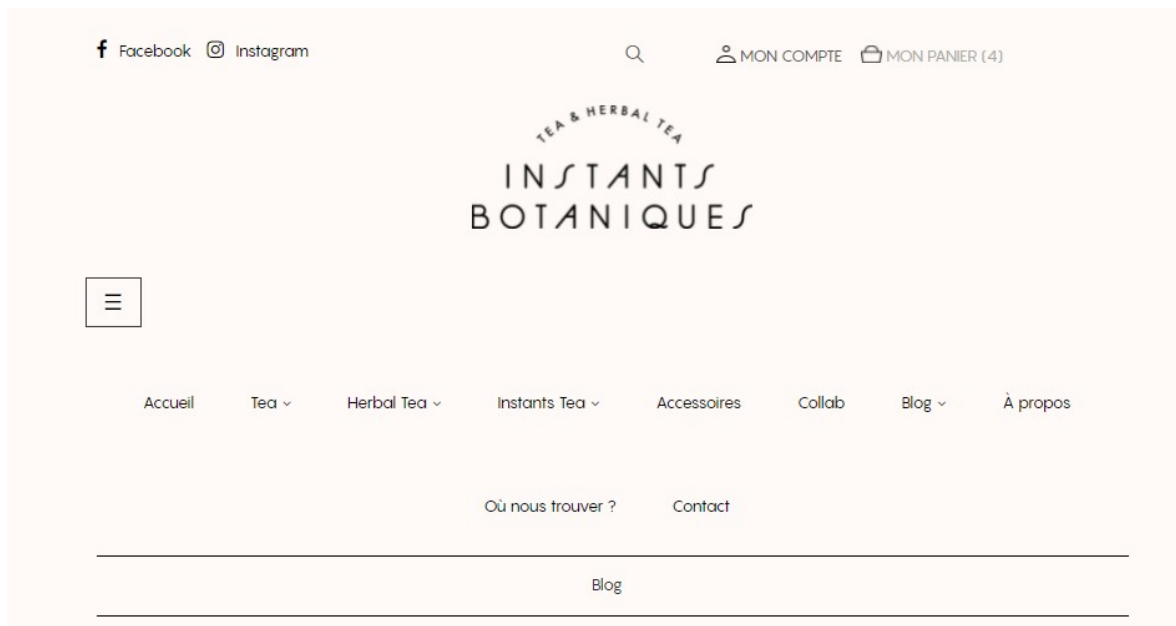 Facebook Instagram MON COMPTE MON PANIER (4)
TEA & HERBAL TEA
INSTANTS
BOTANIQUES
Accueil Tea Herbal Tea Instants Tea Accessoires Collab Blog À propos
Où nous trouver ? Contact
Blog